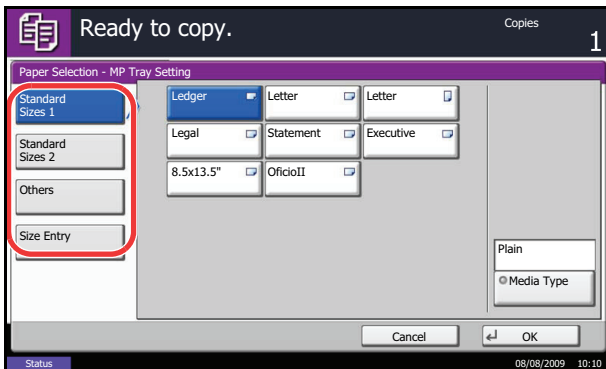 Ready to copy.
Copies
1
Paper Selection - MP Tray Setting
Standard
Sizes 1
Ledger
Letter
Letter
Standard
Sizes 2
Legal
Statement
Executive
Others
8.5x13.5"
OficioII
Size Entry
Plain
Media Type
Cancel
OK
Status
08/08/2009 10:10